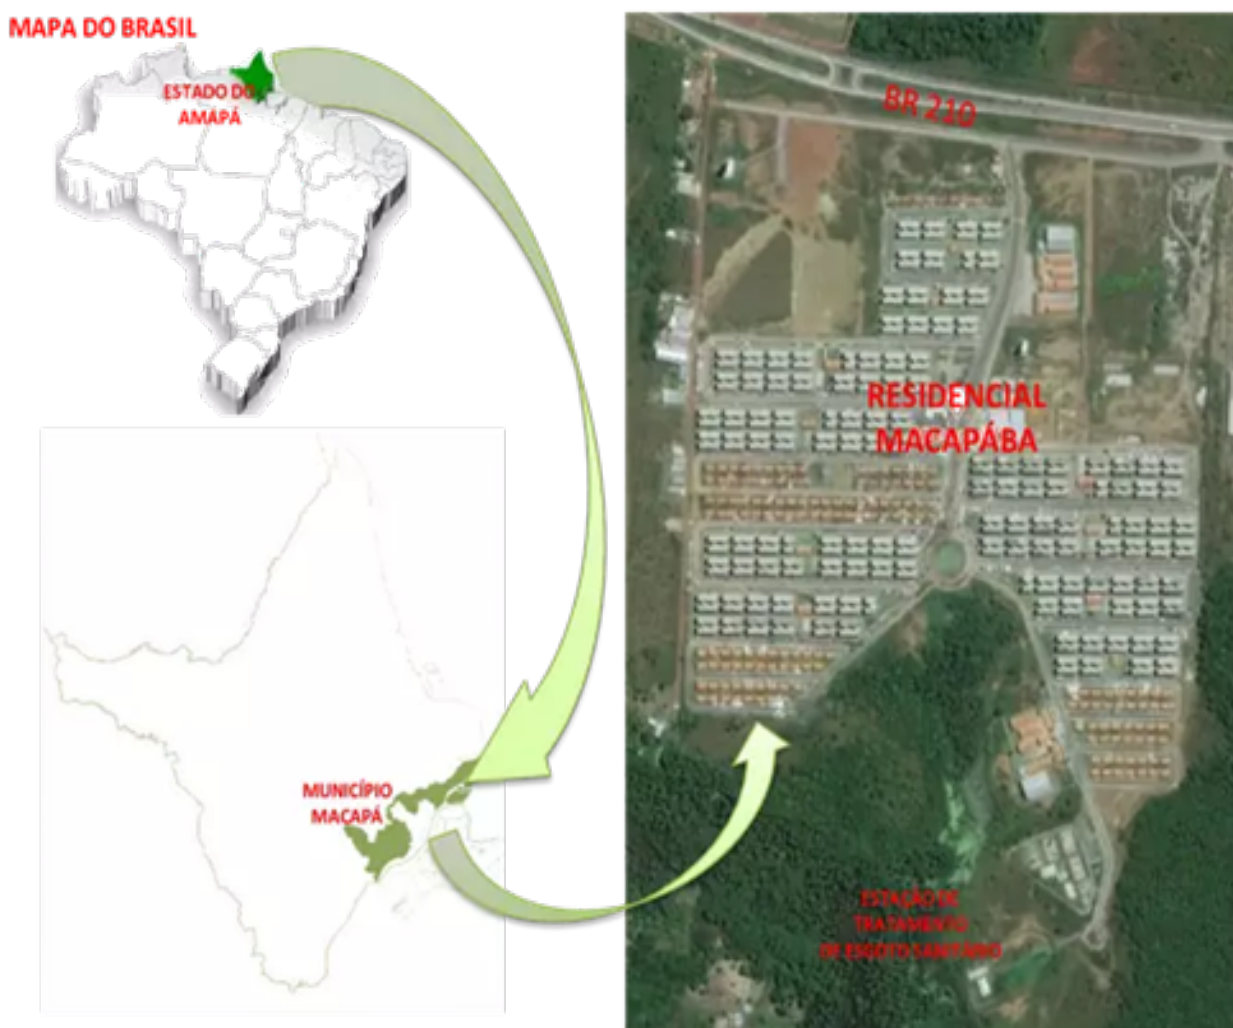 MAPA DO BRASIL
ESTADO DO
AMAPÁ
MUNICÍPIO
MACAPÁ
BR 210
RESIDENCIAL
MACAPÁBA
ESTAÇÃO DE
TRATAMENTO
DE ESGOTO SANITÁRIO